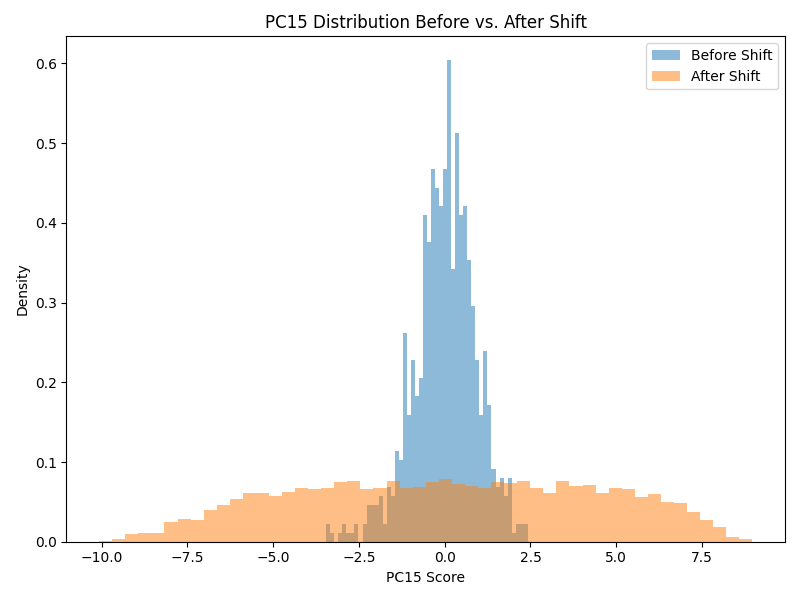 PC15 Distribution Before vs. After Shift
Before Shift
After Shift
Density
0.6
0.5
0.4
0.3
0.2
0.1
0.0
−10.0 −7.5 −5.0 −2.5 0.0 2.5 5.0 7.5
PC15 Score